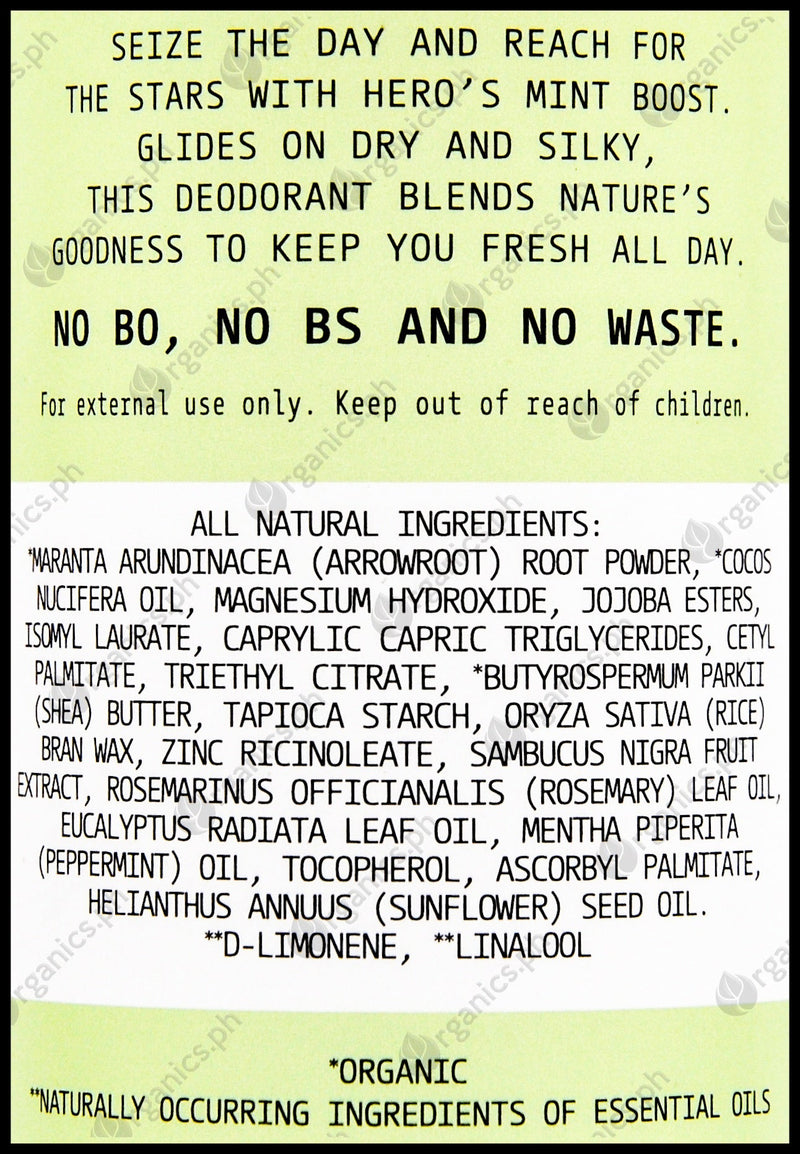 SEIZE THE DAY AND REACH FOR
THE STARS WITH HERO'S MINT BOOST.
GLIDES ON DRY AND SILKY,
THIS DEODORANT BLENDS NATURE'S
GOODNESS TO KEEP YOU FRESH ALL DAY.
NO BO, NO BS AND NO WASTE.
For external use only. Keep out of reach of children.
ALL NATURAL INGREDIENTS:
*MARANTA ARUNDINACEA (ARROWROOT) ROOT POWDER, *COCOS
NUCIFERA OIL, MAGNESIUM HYDROXIDE, JOJOBA ESTERS,
ISOMYL LAURATE, CAPRYLIC CAPRIC TRIGLYCERIDES, CETYL
PALMITATE, TRIETHYL CITRATE, *BUTYROSPERMUM PARKII
(SHEA) BUTTER, TAPIOCA STARCH, ORYZA SATIVA (RICE)
BRAN WAX, ZINC RICINOLEATE, SAMBUCUS NIGRA FRUIT
EXTRACT, ROSEMARINUS OFFICIANALIS (ROSEMARY) LEAF OIL,
EUCALYPTUS RADIATA LEAF OIL, MENTHA PIPERITA
(PEPPERMINT) OIL, TOCOPHEROL, ASCORBYL PALMITATE,
HELIANTHUS ANNUUS (SUNFLOWER) SEED OIL.
**D-LIMONENE, **LINALOOL
*ORGANIC
**NATURALLY OCCURRING INGREDIENTS OF ESSENTIAL OILS
Organics.ph